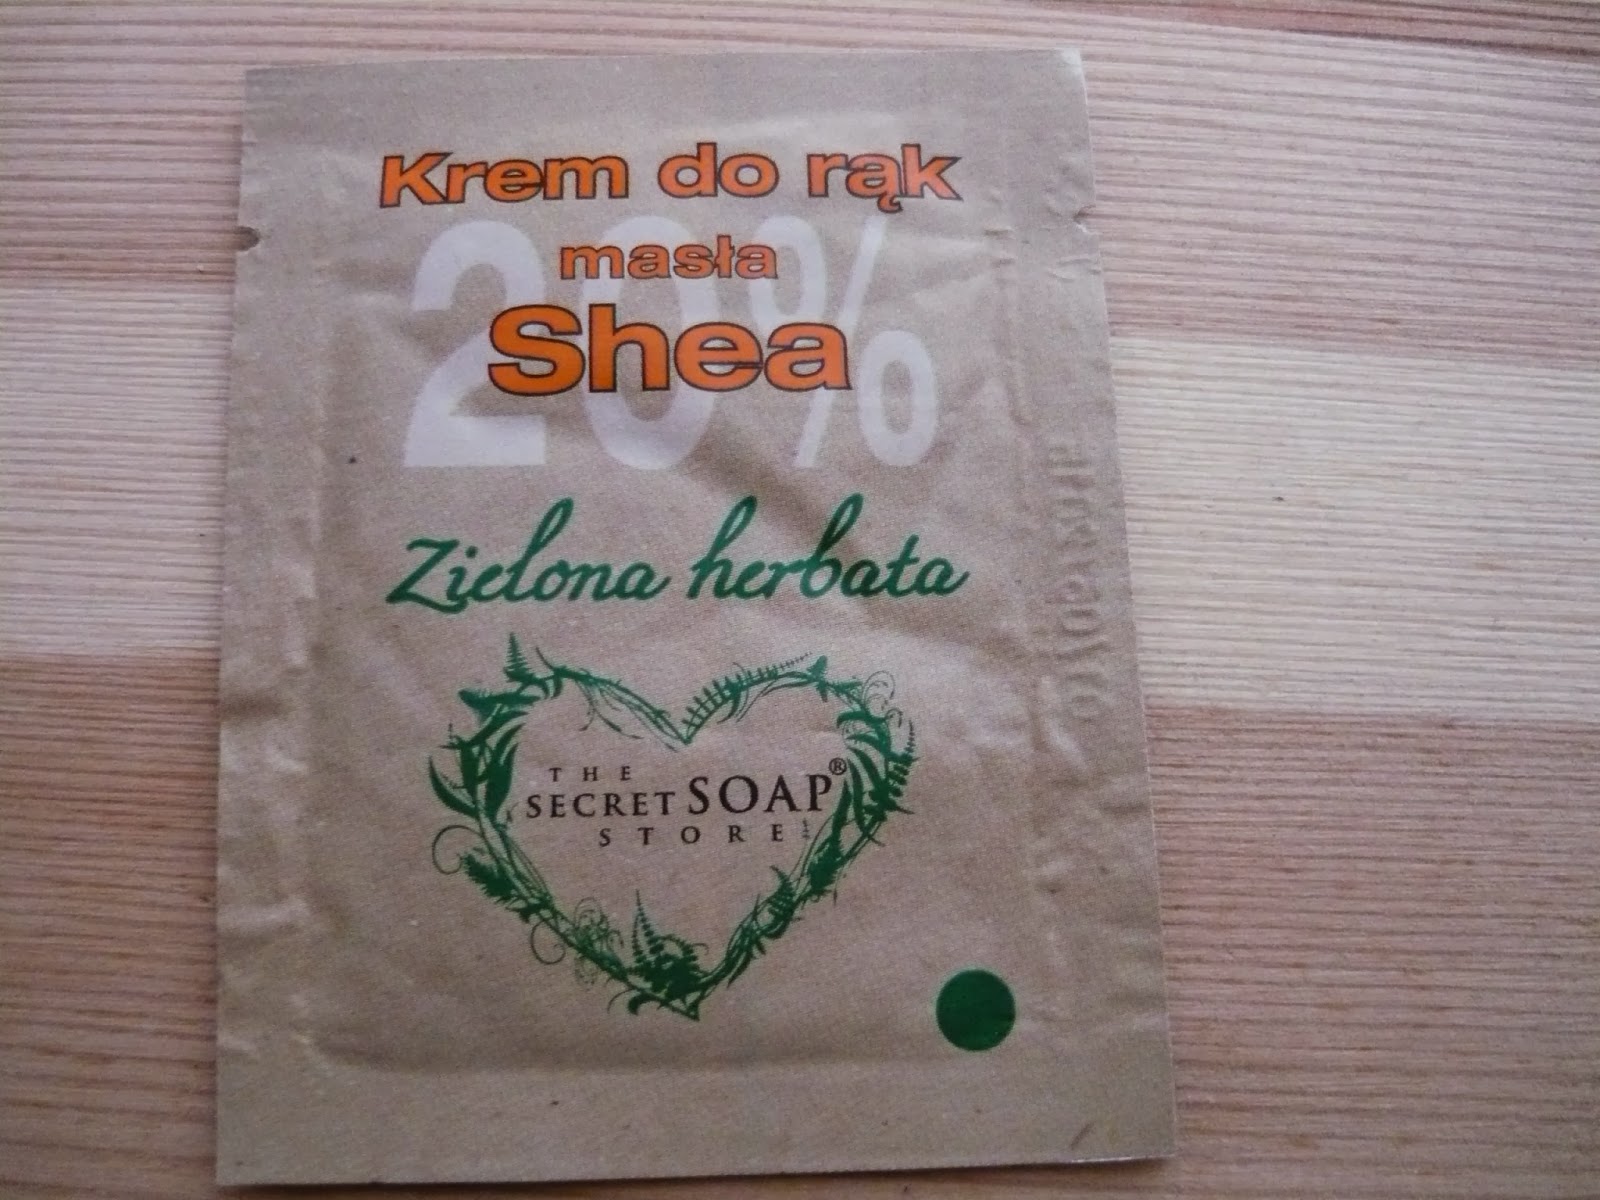 Krem do rąk
20%
masła
Shea
Zielona herbata
THE
SECRET SOAP®
STORE